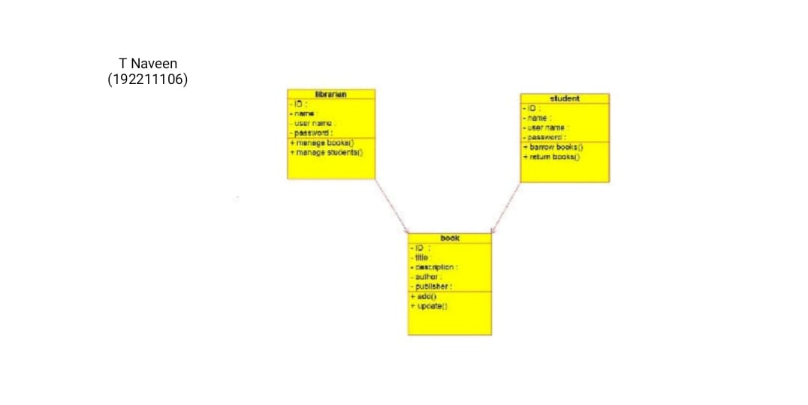 T Naveen
(192211106)
librarian
- ID :
- name :
- user name :
- password :
+ manage books()
+ manage students()
student
- ID :
- name :
- user name :
- password :
+ barrow books()
+ return books()
book
- ID :
- title
- description :
- author :
- publisher :
+ add()
+ update()